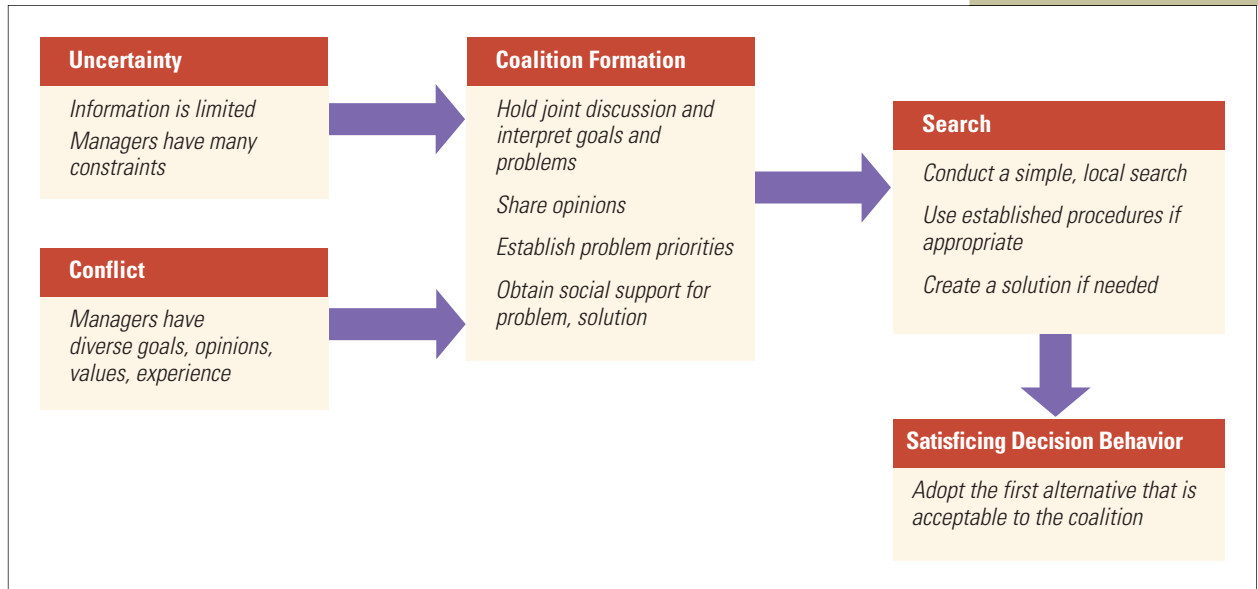 Uncertainty
Information is limited
Managers have many
constraints
Conflict
Managers have
diverse goals, opinions,
values, experience
Coalition Formation
Hold joint discussion and
interpret goals and
problems
Share opinions
Establish problem priorities
Obtain social support for
problem, solution
Search
Conduct a simple, local search
Use established procedures if
appropriate
Create a solution if needed
Satisficing Decision Behavior
Adopt the first alternative that is
acceptable to the coalition